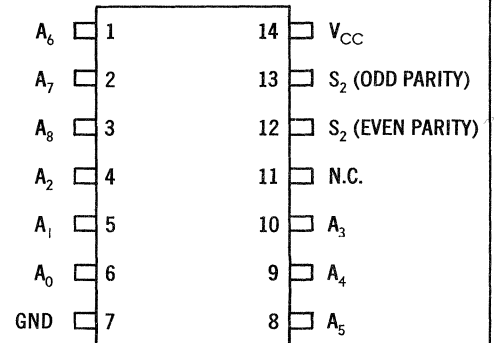 A₆ 1 14 V_CC
A₇ 2 13 S₂ (ODD PARITY)
A₈ 3 12 S₂ (EVEN PARITY)
A₂ 4 11 N.C.
A₁ 5 10 A₃
A₀ 6 9 A₄
GND 7 8 A₅